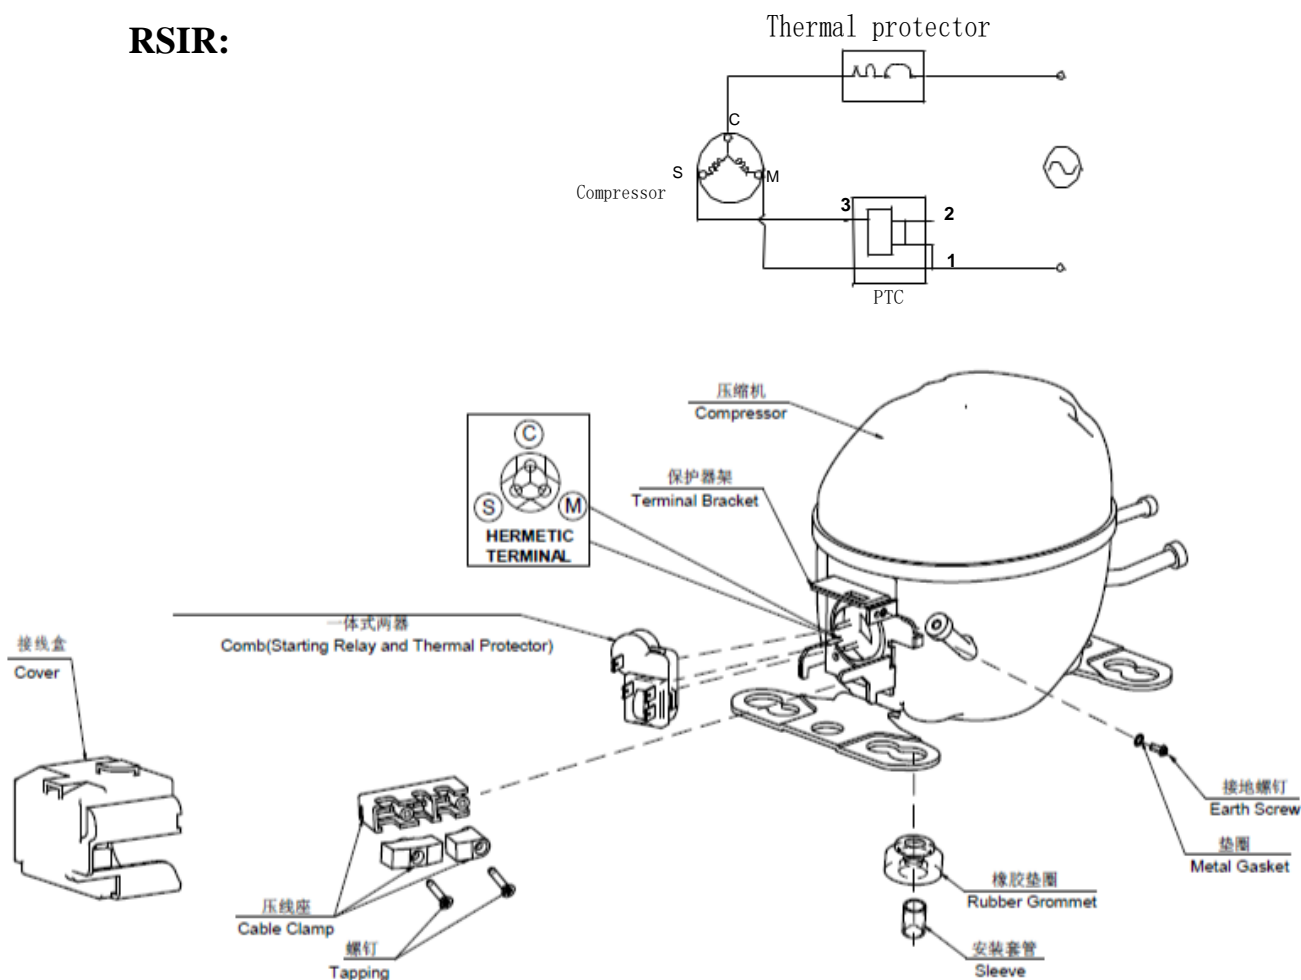 RSIR:
Thermal protector
C
S
M
Compressor
3
2
1
PTC
压缩机
Compressor
C
S
M
HERMETIC
TERMINAL
保护器架
Terminal Bracket
一体式两器
Comb(Starting Relay and Thermal Protector)
接线盒
Cover
接地螺钉
Earth Screw
垫圈
Metal Gasket
橡胶垫圈
Rubber Grommet
压线座
Cable Clamp
螺钉
Tapping
安装套管
Sleeve